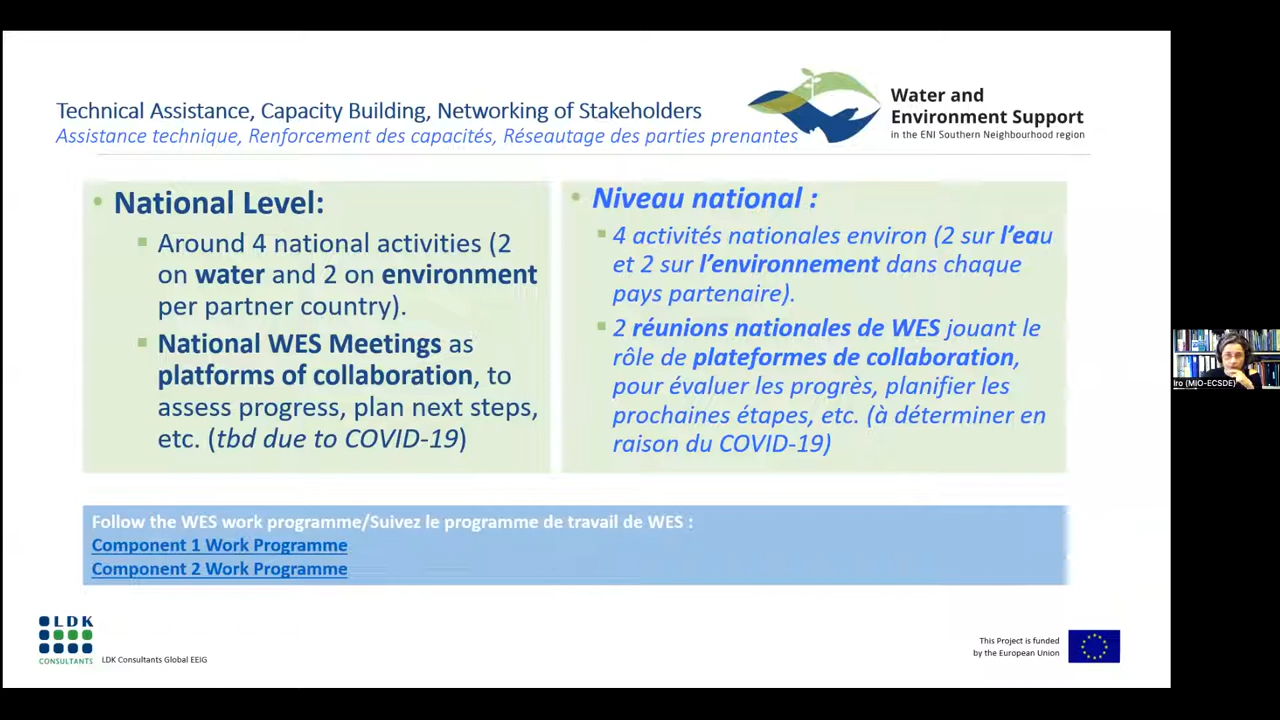 Technical Assistance, Capacity Building, Networking of Stakeholders
Assistance technique, Renforcement des capacités, Réseautage des parties prenantes
Water and
Environment Support
in the ENI Southern Neighbourhood region
• National Level:
▪ Around 4 national activities (2
on water and 2 on environment
per partner country).
▪ National WES Meetings as
platforms of collaboration, to
assess progress, plan next steps,
etc. (tbd due to COVID-19)
• Niveau national :
▪ 4 activités nationales environ (2 sur l'eau
et 2 sur l'environnement dans chaque
pays partenaire).
▪ 2 réunions nationales de WES jouant le
rôle de plateformes de collaboration,
pour évaluer les progrès, planifier les
prochaines étapes, etc. (à déterminer en
raison du COVID-19)
Follow the WES work programme/Suivez le programme de travail de WES :
Component 1 Work Programme
Component 2 Work Programme
LDK
CONSULTANTS
LDK Consultants Global EEIG
This Project is funded
by the European Union
Iro (MIO-ECSDE)